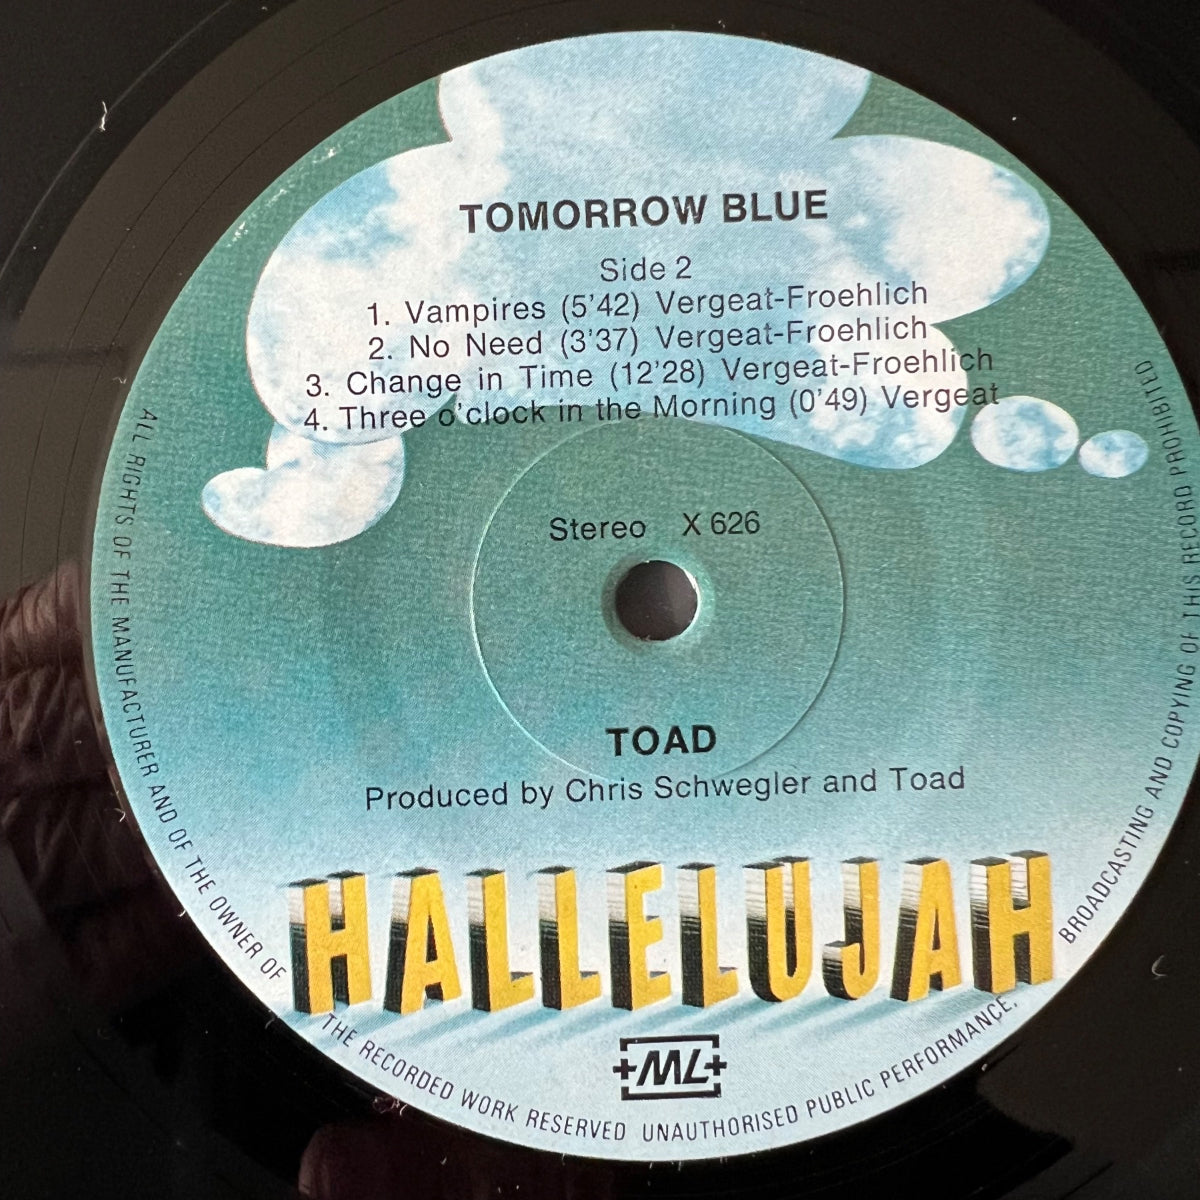 TOMORROW BLUE
Side 2
1. Vampires (5'42) Vergeat-Froehlich
2. No Need (3'37) Vergeat-Froehlich
3. Change in Time (12'28) Vergeat-Froehlich
4. Three o'clock in the Morning (0'49) Vergeat
Stereo X 626
TOAD
Produced by Chris Schwegler and Toad
HALLELUJAH
+ML+
ALL RIGHTS OF THE MANUFACTURER AND OF THE OWNER OF THE RECORDED WORK RESERVED UNAUTHORISED PUBLIC PERFORMANCE, BROADCASTING AND COPYING OF THIS RECORD PROHIBITED